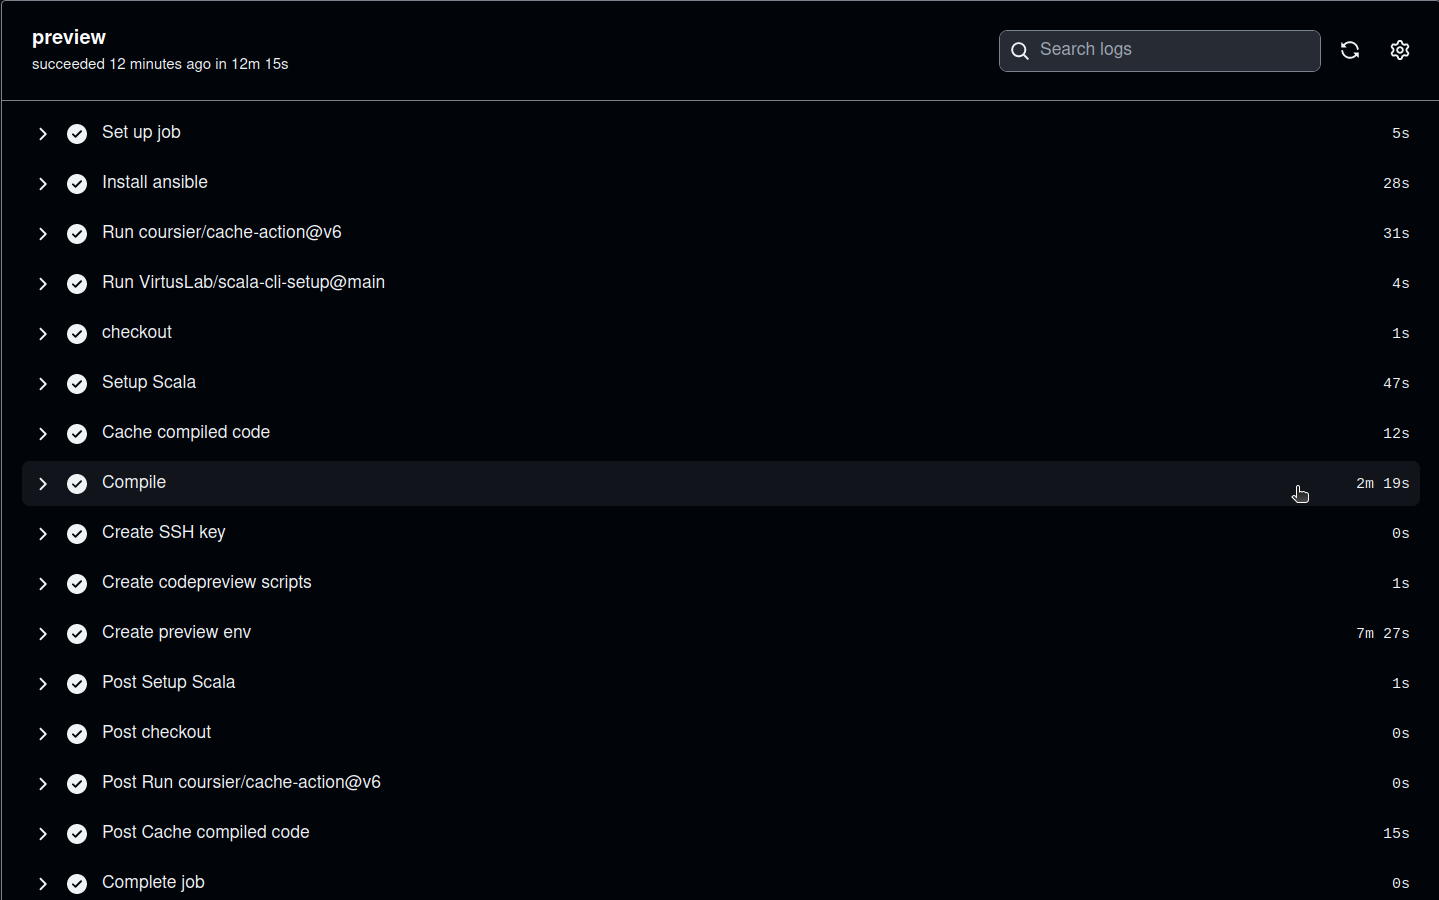 preview
succeeded 12 minutes ago in 12m 15s
Search logs
Set up job 5s
Install ansible 28s
Run coursier/cache-action@v6 31s
Run VirtusLab/scala-cli-setup@main 4s
checkout 1s
Setup Scala 47s
Cache compiled code 12s
Compile 2m 19s
Create SSH key 0s
Create codepreview scripts 1s
Create preview env 7m 27s
Post Setup Scala 1s
Post checkout 0s
Post Run coursier/cache-action@v6 0s
Post Cache compiled code 15s
Complete job 0s